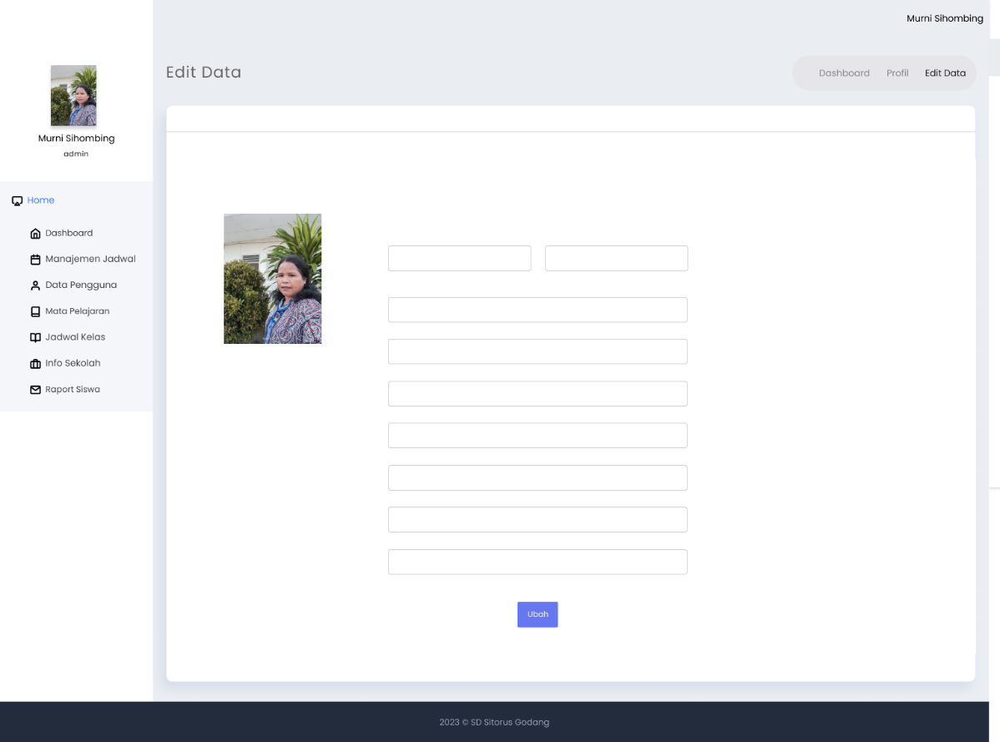 Murni Sihombing
Edit Data
Dashboard Profil Edit Data
Murni Sihombing
admin
Home
Dashboard
Manajemen Jadwal
Data Pengguna
Mata Pelajaran
Jadwal Kelas
Info Sekolah
Raport Siswa
Ubah
2023 © SD Sitorus Godang